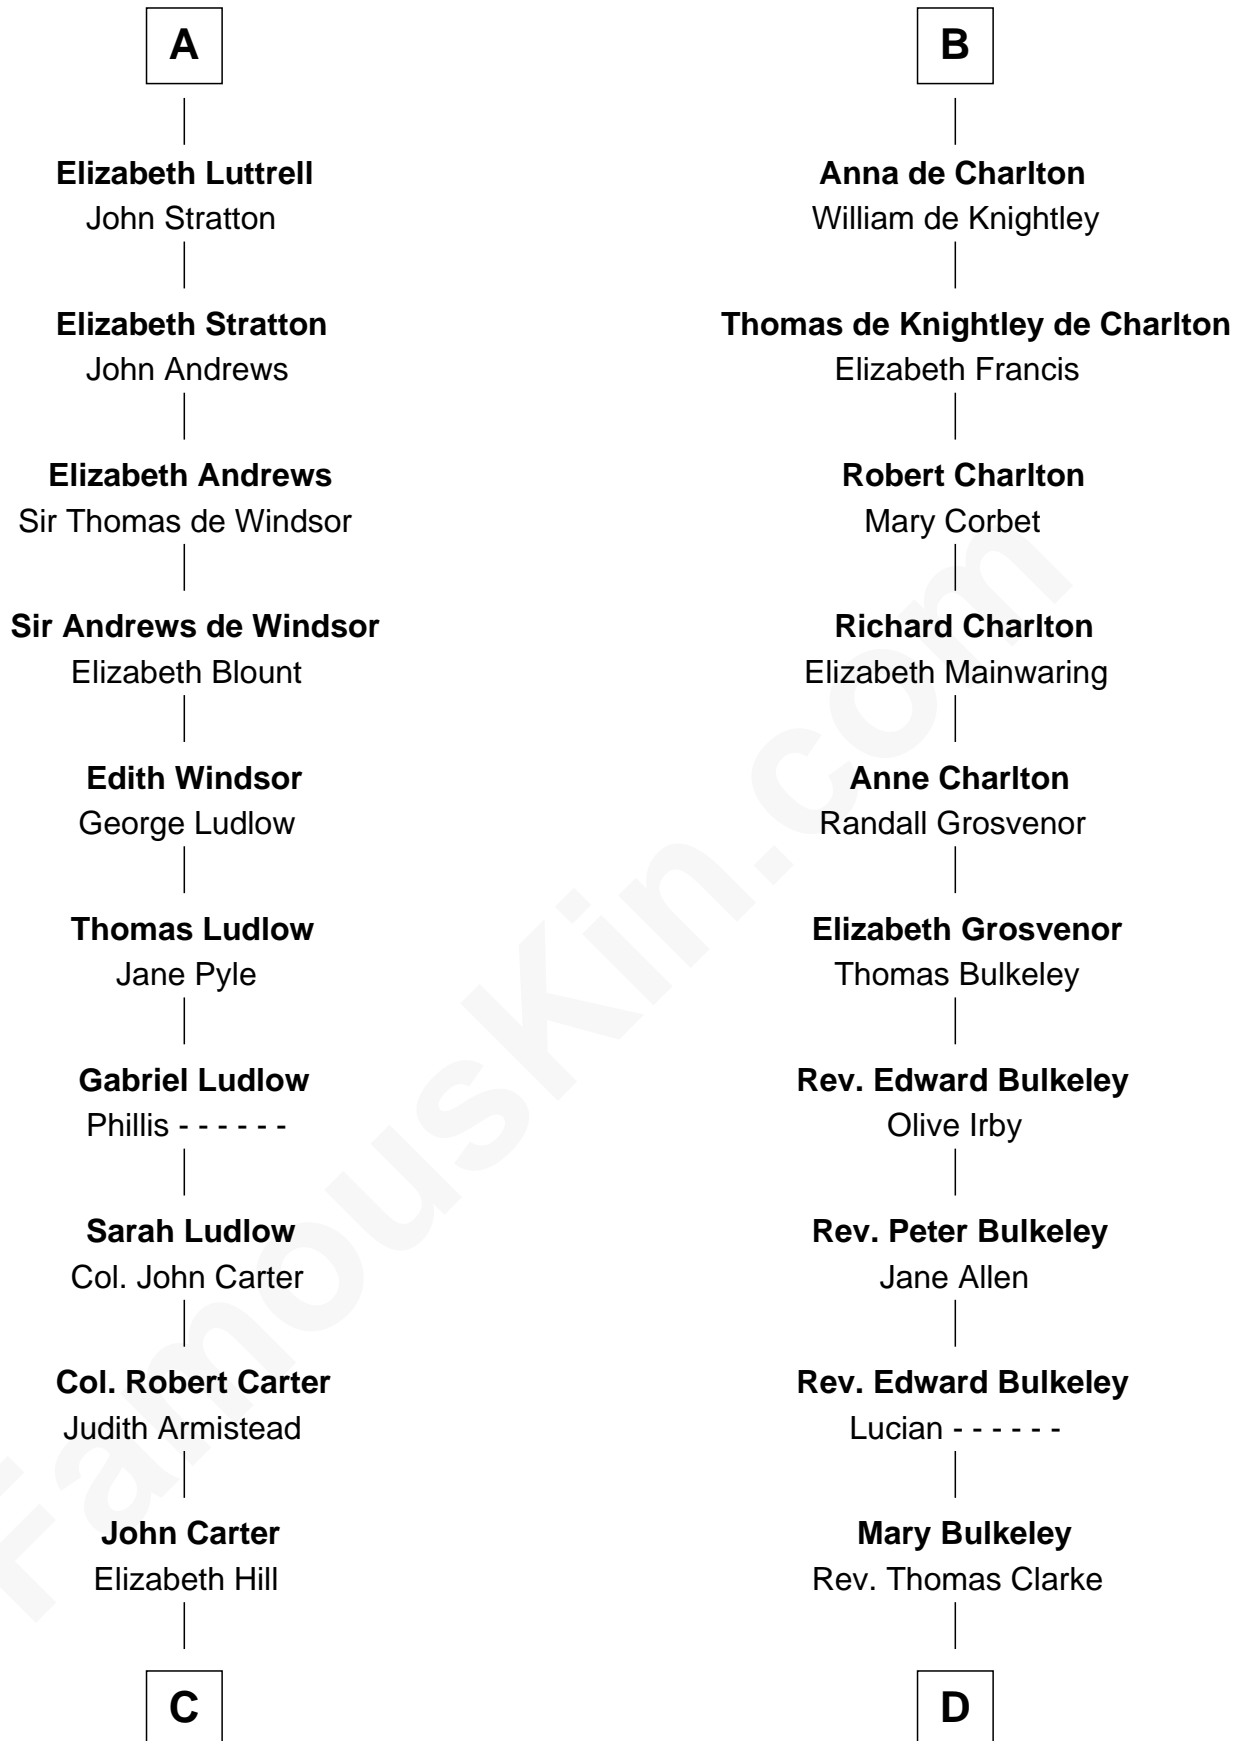 A
Elizabeth Luttrell
John Stratton
Elizabeth Stratton
John Andrews
Elizabeth Andrews
Sir Thomas de Windsor
Sir Andrews de Windsor
Elizabeth Blount
Edith Windsor
George Ludlow
Thomas Ludlow
Jane Pyle
Gabriel Ludlow
Phillis - - - - - -
Sarah Ludlow
Col. John Carter
Col. Robert Carter
Judith Armistead
John Carter
Elizabeth Hill
C
B
Anna de Charlton
William de Knightley
Thomas de Knightley de Charlton
Elizabeth Francis
Robert Charlton
Mary Corbet
Richard Charlton
Elizabeth Mainwaring
Anne Charlton
Randall Grosvenor
Elizabeth Grosvenor
Thomas Bulkeley
Rev. Edward Bulkeley
Olive Irby
Rev. Peter Bulkeley
Jane Allen
Rev. Edward Bulkeley
Lucian - - - - - -
Mary Bulkeley
Rev. Thomas Clarke
D
FamousKin.com